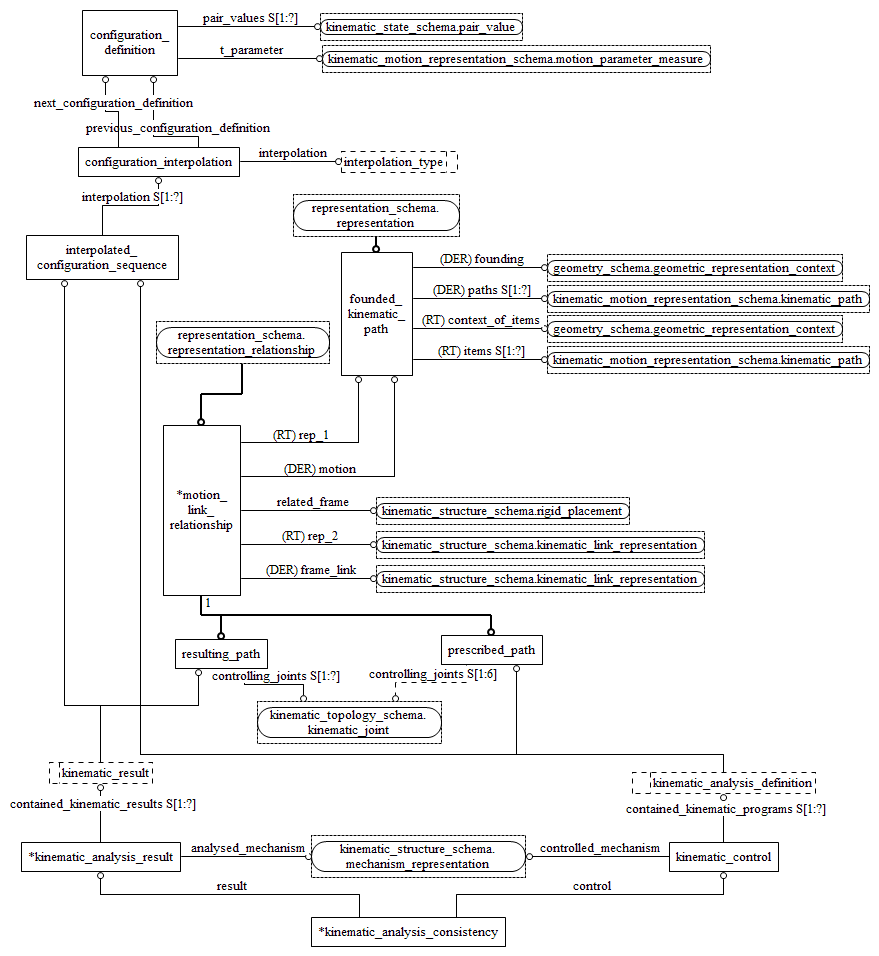 pair_values S[1:?]
kinematic_state_schema.pair_value
configuration_
definition
t_parameter
kinematic_motion_representation_schema.motion_parameter_measure
next_configuration_definition
previous_configuration_definition
configuration_interpolation
interpolation
interpolation_type
interpolation S[1:?]
representation_schema.
representation
interpolated_
configuration_sequence
(DER) founding
geometry_schema.geometric_representation_context
(DER) paths S[1:?]
kinematic_motion_representation_schema.kinematic_path
founded_
kinematic_
path
(RT) context_of_items
geometry_schema.geometric_representation_context
(RT) items S[1:?]
kinematic_motion_representation_schema.kinematic_path
representation_schema.
representation_relationship
(RT) rep_1
(DER) motion
*motion_
link_
relationship
related_frame
kinematic_structure_schema.rigid_placement
(RT) rep_2
kinematic_structure_schema.kinematic_link_representation
(DER) frame_link
kinematic_structure_schema.kinematic_link_representation
1
resulting_path
prescribed_path
controlling_joints S[1:?]
controlling_joints S[1:6]
kinematic_topology_schema.
kinematic_joint
kinematic_result
kinematic_analysis_definition
contained_kinematic_results S[1:?]
contained_kinematic_programs S[1:?]
*kinematic_analysis_result
analysed_mechanism
kinematic_structure_schema.
mechanism_representation
controlled_mechanism
kinematic_control
result
control
*kinematic_analysis_consistency